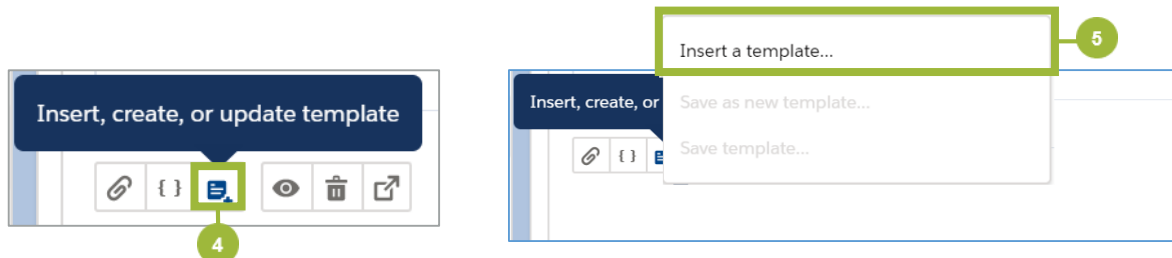 Insert, create, or update template
{ }
4
Insert a template...
5
Insert, create, or
Save as new template...
{ }
Save template...